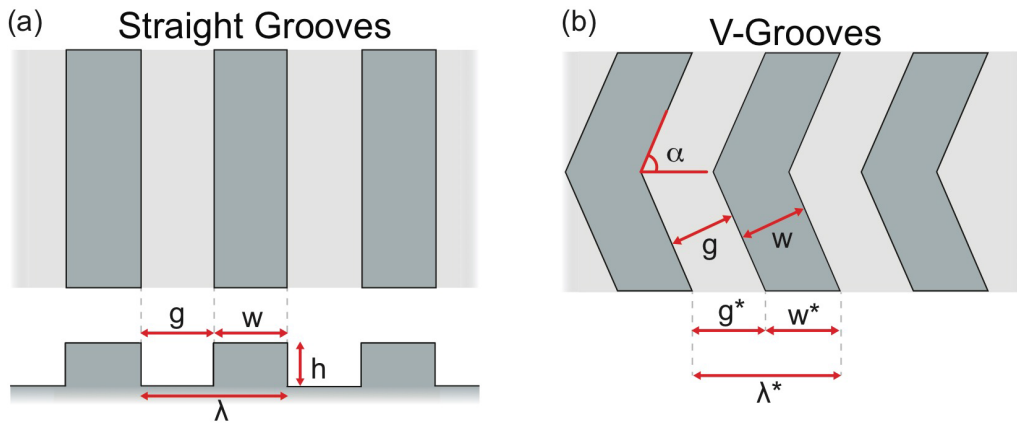 (a) Straight Grooves
g w
h
λ
(b) V-Grooves
α
g w
g* w*
λ*